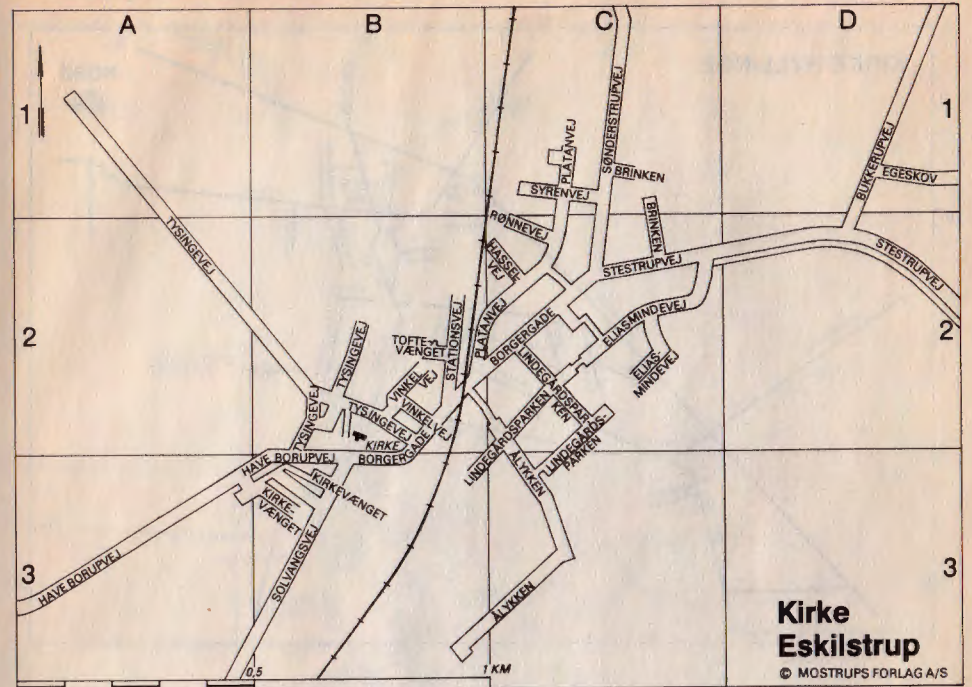 A
B
C
D
1
1
SØNDERSTRUPVEJ
PLATANVEJ
BRINKEN
SYRENVEJ
BUKKERUPVEJ
EGESKOV
TYSINGEVEJ
RØNNEVEJ
BRINKEN
HASSEL-
VEJ
STESTRUPVEJ
STESTRUPVEJ
2
2
PLATANVEJ
BORGERGADE
ELIASMINDEVEJ
ELIAS-
MINDEVEJ
STATIONSVEJ
TOFTE-
VÆNGET
TYSINGEVEJ
VINKEL
VEJ
VINKELVEJ
TYSINGEVEJ
TYSINGEVEJ
KIRKE
BORGERGADE
LINDEGÅRDSPAR
KEN
LINDEGÅRDSPARKEN
LINDEGÅRDS-
PARKEN
HAVE BORUPVEJ
KIRKEVÆNGET
KIRKE-
VÆNGET
ÅLYKKEN
SOLVANGSVEJ
3
3
HAVE BORUPVEJ
ÅLYKKEN
0,5
1 KM
Kirke
Eskilstrup
© MOSTRUPS FORLAG A/S